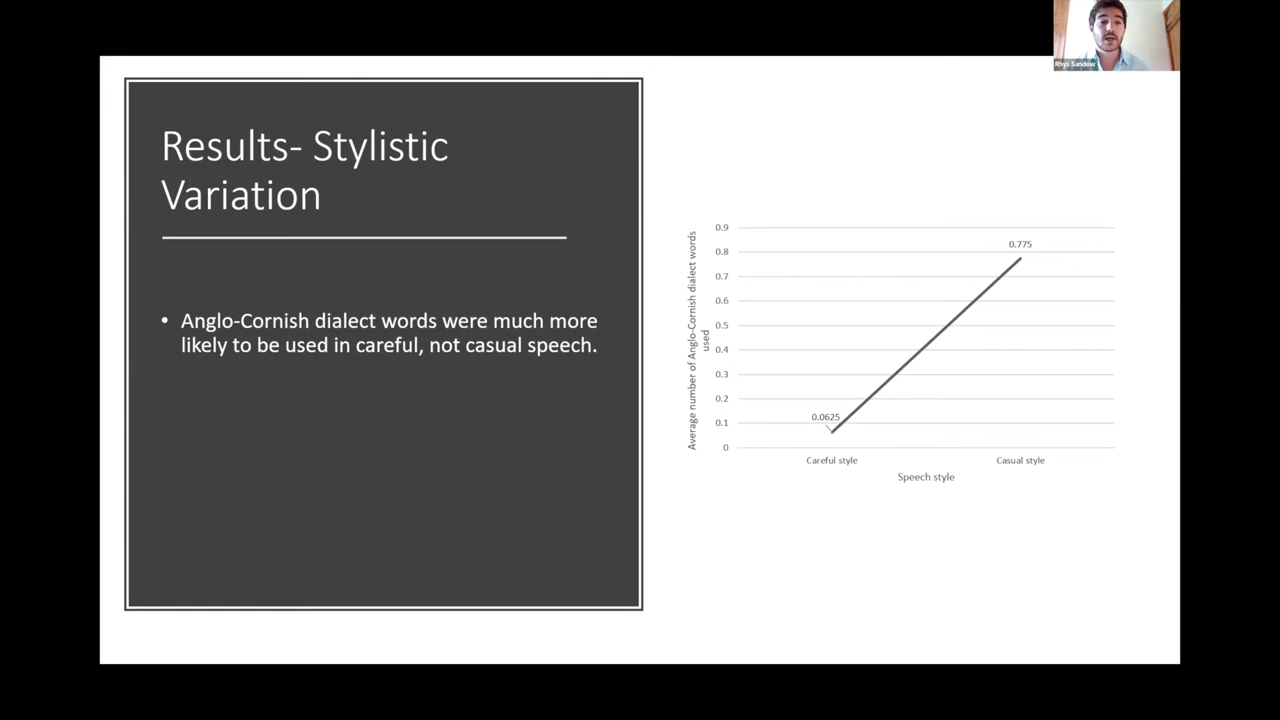 Rhys Sandow
Results- Stylistic
Variation
• Anglo-Cornish dialect words were much more
likely to be used in careful, not casual speech.
Average number of Anglo-Cornish dialect words
used
0.9
0.8
0.7
0.6
0.5
0.4
0.3
0.2
0.1
0
0.775
0.0625
Careful style
Casual style
Speech style